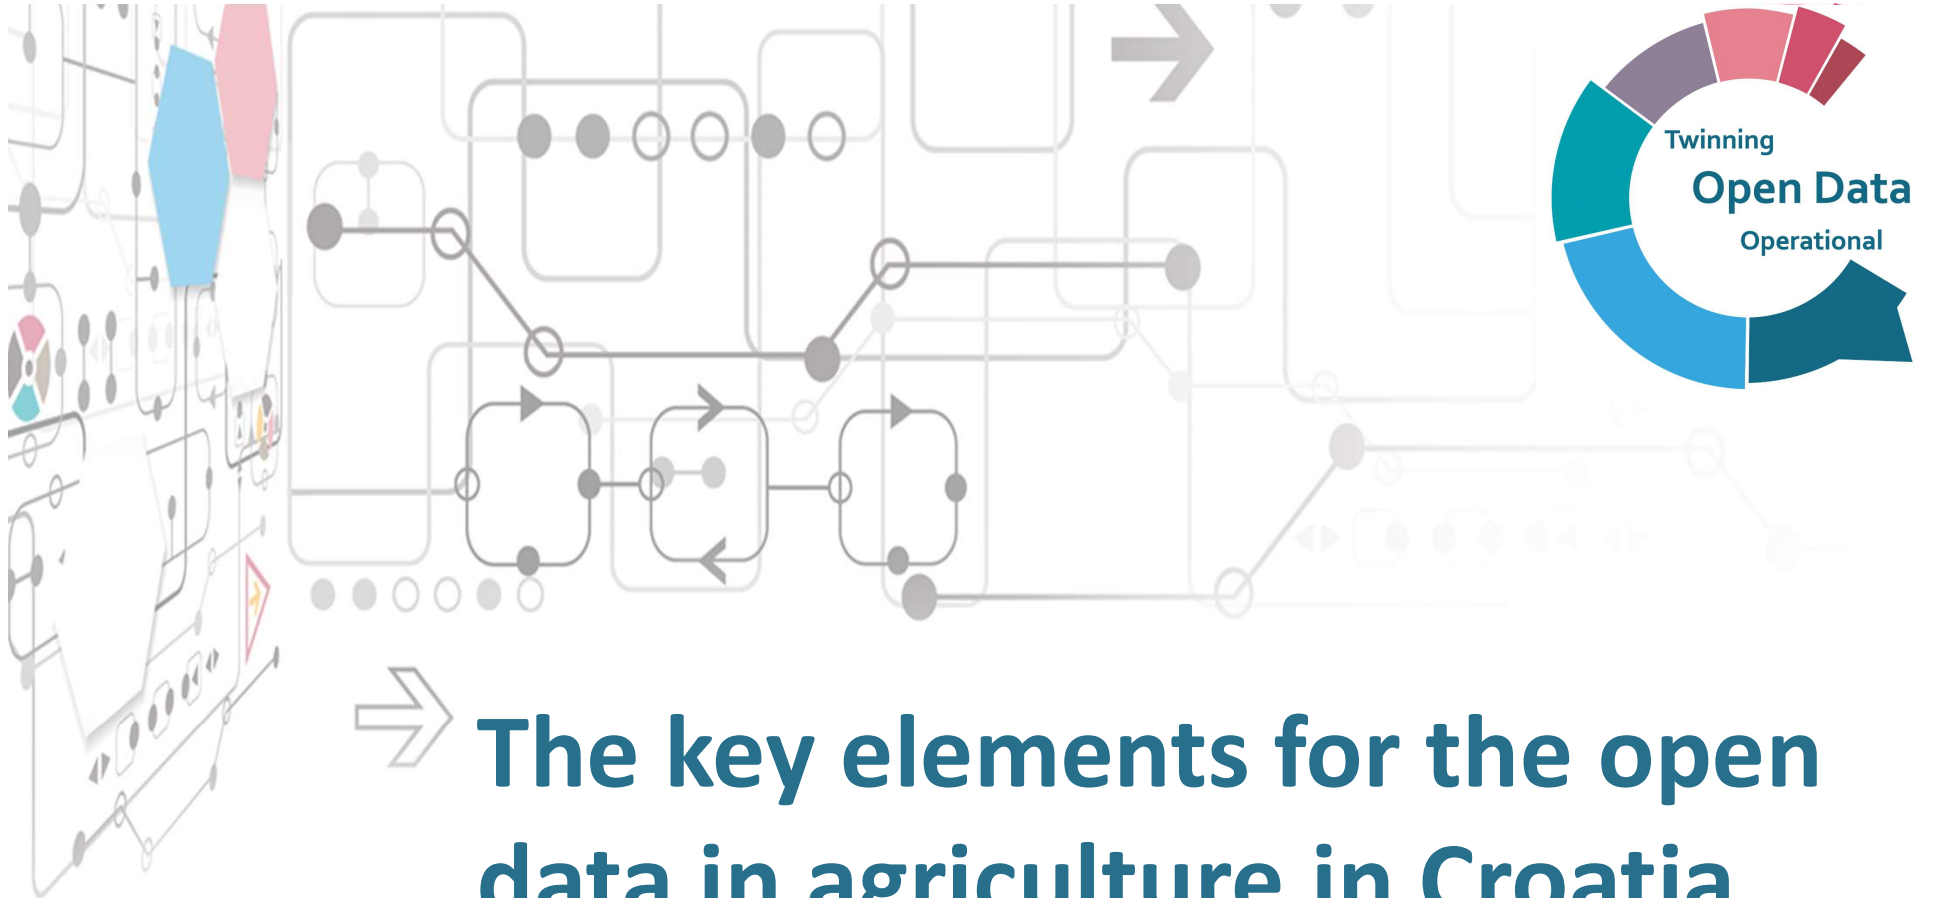 Twinning
Open Data
Operational
The key elements for the open
data in agriculture in Croatia